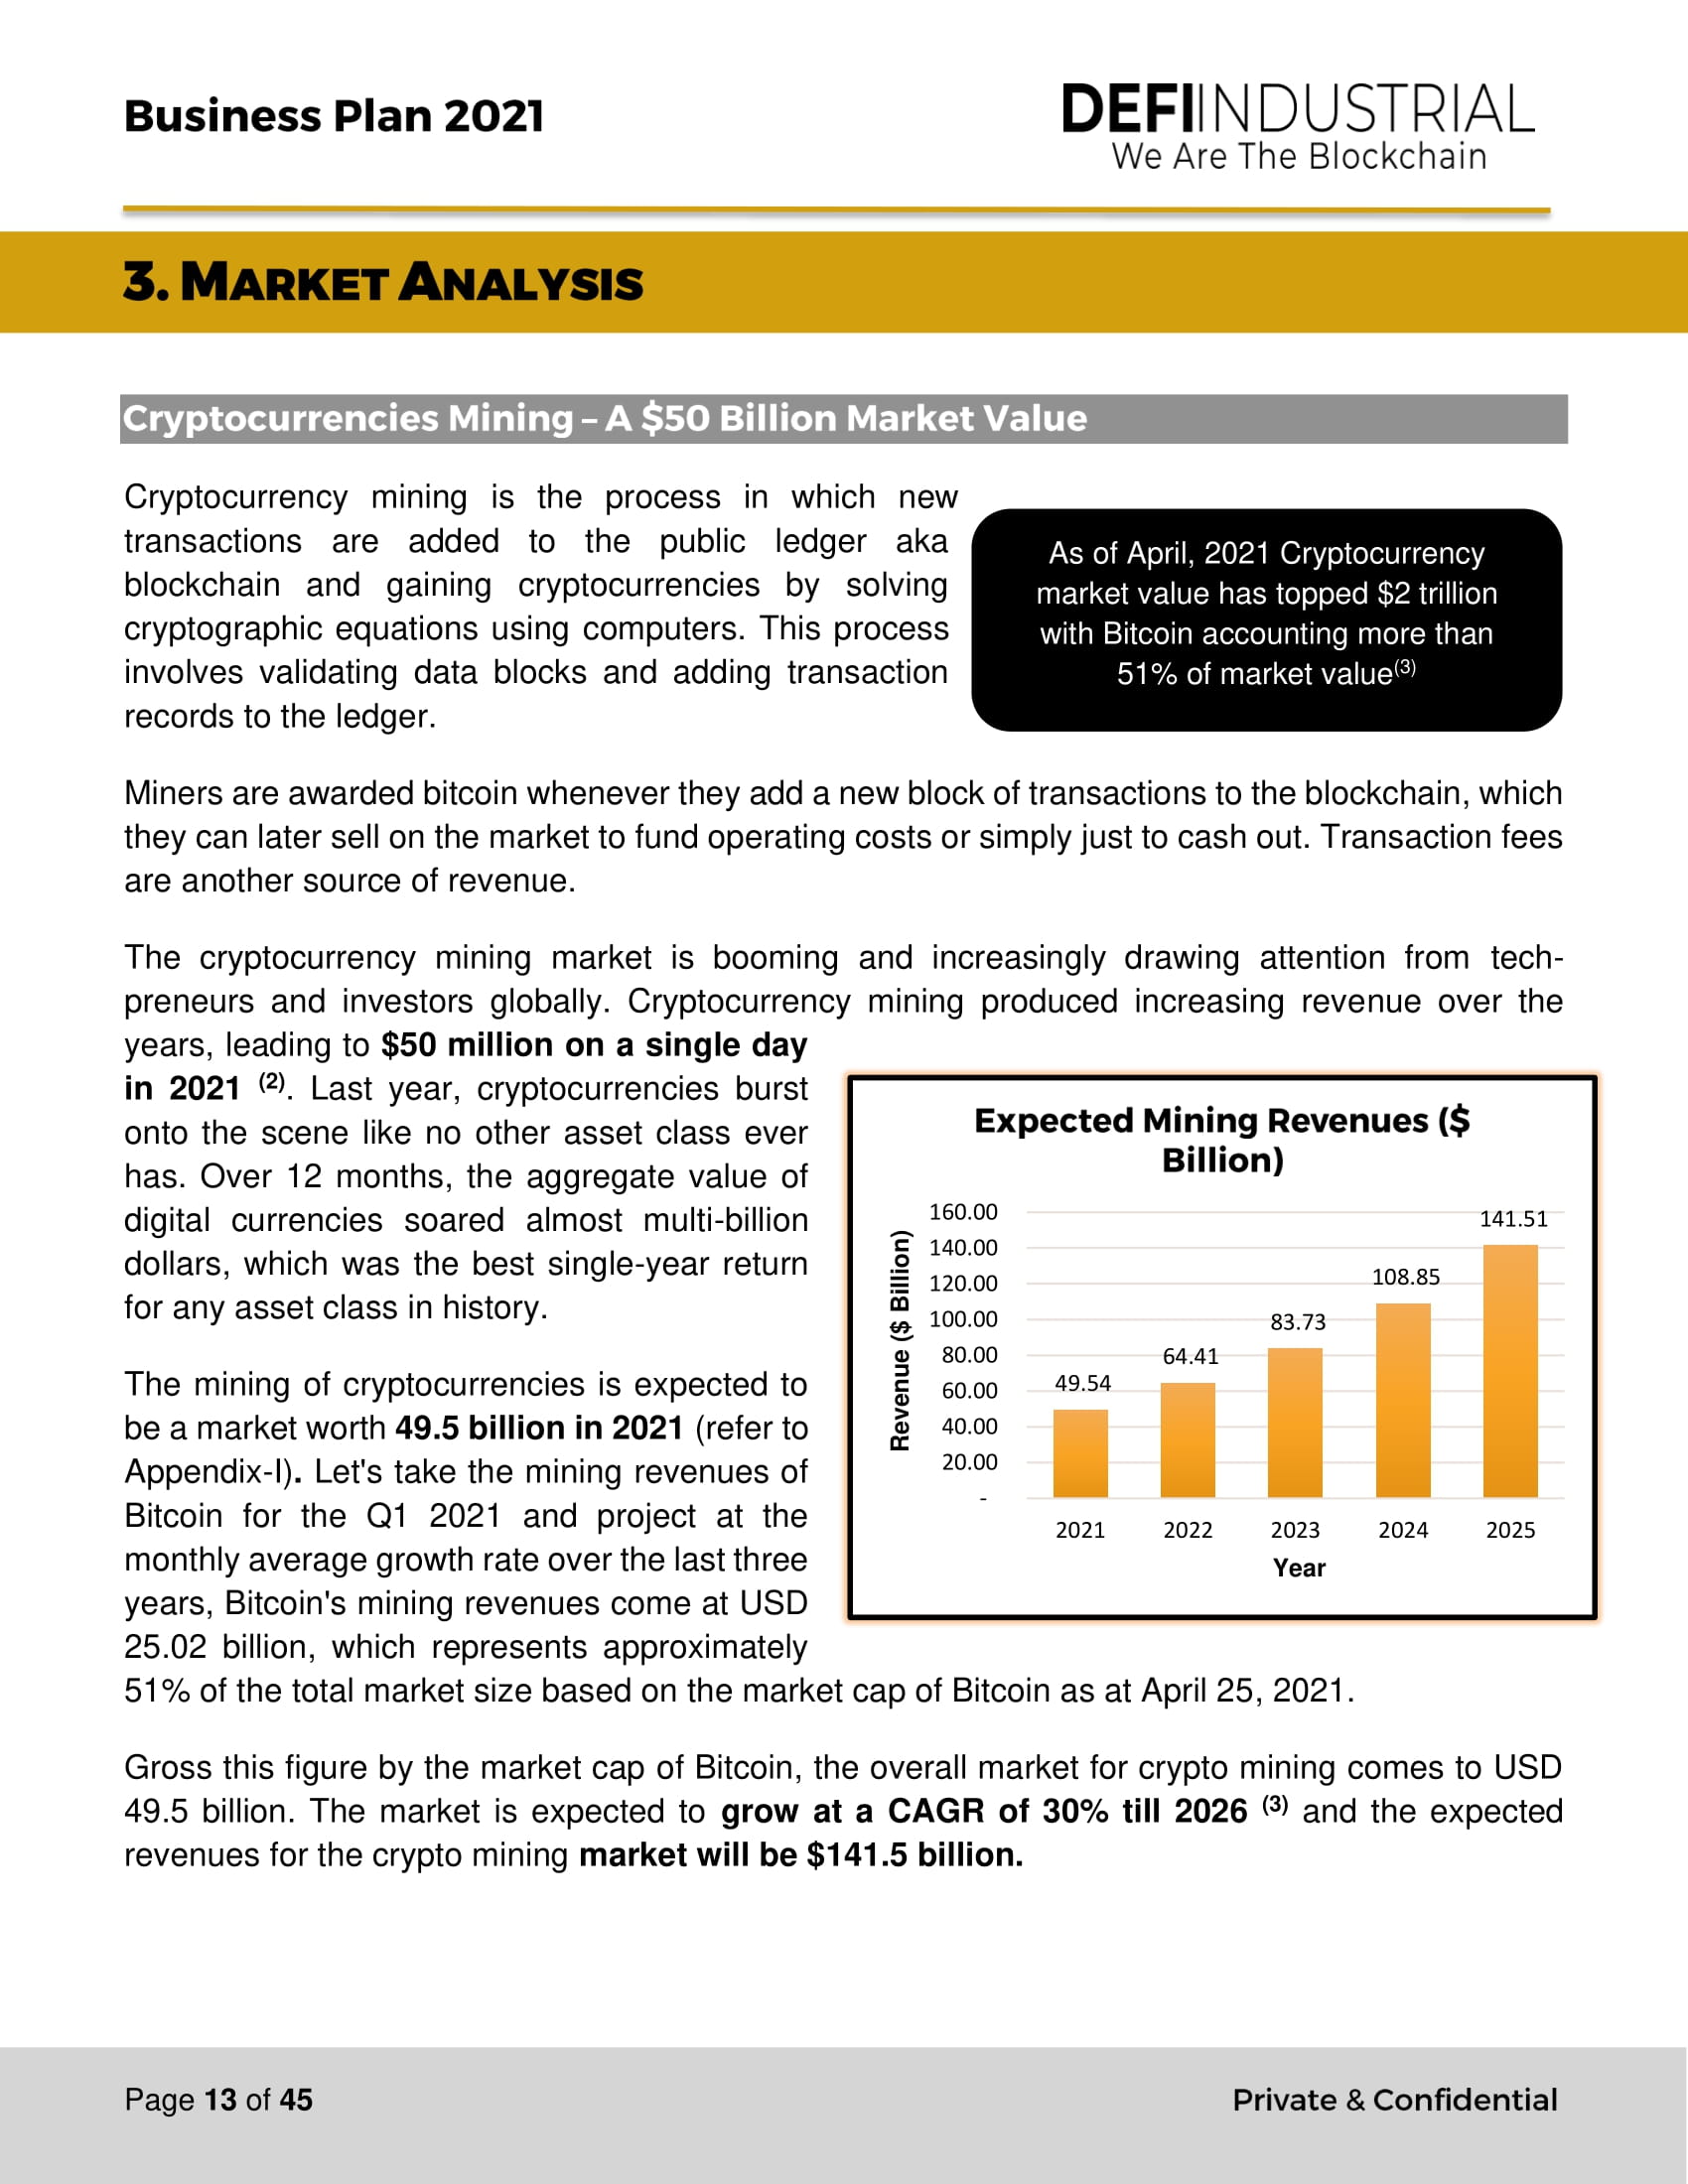 Business Plan 2021
DEFIINDUSTRIAL
We Are The Blockchain
3. MARKET ANALYSIS
Cryptocurrencies Mining – A $50 Billion Market Value
Cryptocurrency mining is the process in which new
transactions are added to the public ledger aka
blockchain and gaining cryptocurrencies by solving
cryptographic equations using computers. This process
involves validating data blocks and adding transaction
records to the ledger.
As of April, 2021 Cryptocurrency
market value has topped $2 trillion
with Bitcoin accounting more than
51% of market value(3)
Miners are awarded bitcoin whenever they add a new block of transactions to the blockchain, which
they can later sell on the market to fund operating costs or simply just to cash out. Transaction fees
are another source of revenue.
The cryptocurrency mining market is booming and increasingly drawing attention from tech-
preneurs and investors globally. Cryptocurrency mining produced increasing revenue over the
years, leading to $50 million on a single day
in 2021 (2). Last year, cryptocurrencies burst
onto the scene like no other asset class ever
has. Over 12 months, the aggregate value of
digital currencies soared almost multi-billion
dollars, which was the best single-year return
for any asset class in history.
The mining of cryptocurrencies is expected to
be a market worth 49.5 billion in 2021 (refer to
Appendix-I). Let's take the mining revenues of
Bitcoin for the Q1 2021 and project at the
monthly average growth rate over the last three
years, Bitcoin's mining revenues come at USD
25.02 billion, which represents approximately
51% of the total market size based on the market cap of Bitcoin as at April 25, 2021.
Expected Mining Revenues ($
Billion)
Revenue ($ Billion)
160.00
140.00
120.00
100.00
80.00
60.00
40.00
20.00
-
49.54
64.41
83.73
108.85
141.51
2021 2022 2023 2024 2025
Year
Gross this figure by the market cap of Bitcoin, the overall market for crypto mining comes to USD
49.5 billion. The market is expected to grow at a CAGR of 30% till 2026 (3) and the expected
revenues for the crypto mining market will be $141.5 billion.
Page 13 of 45
Private & Confidential